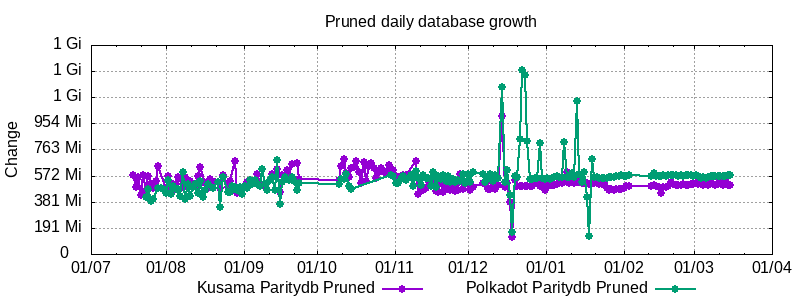 Pruned daily database growth
1 Gi
1 Gi
1 Gi
954 Mi
763 Mi
572 Mi
381 Mi
191 Mi
0
Change
01/07 01/08 01/09 01/10 01/11 01/12 01/01 01/02 01/03 01/04
Kusama Paritydb Pruned Polkadot Paritydb Pruned